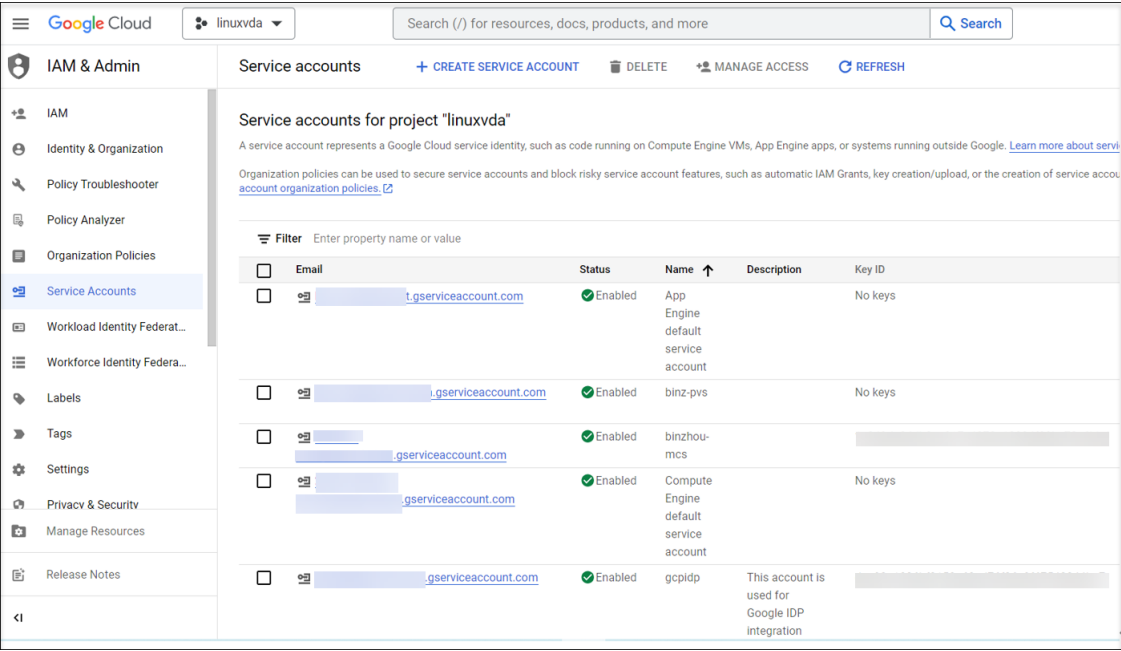 Google Cloud
linuxvda
Search (/) for resources, docs, products, and more
Search
IAM & Admin
Service accounts
CREATE SERVICE ACCOUNT
DELETE
MANAGE ACCESS
REFRESH
IAM
Identity & Organization
Policy Troubleshooter
Policy Analyzer
Organization Policies
Service Accounts
Workload Identity Federat...
Workforce Identity Federa...
Labels
Tags
Settings
Privacy & Security
Manage Resources
Release Notes
Service accounts for project "linuxvda"
A service account represents a Google Cloud service identity, such as code running on Compute Engine VMs, App Engine apps, or systems running outside Google. Learn more about servi
Organization policies can be used to secure service accounts and block risky service account features, such as automatic IAM Grants, key creation/upload, or the creation of service accou
account organization policies.
Filter Enter property name or value
Email Status Name Description Key ID
t.gserviceaccount.com Enabled App No keys
Engine
default
service
account
.gserviceaccount.com Enabled binz-pvs No keys
Enabled binzhou-
.gserviceaccount.com mcs
Enabled Compute No keys
.gserviceaccount.com Engine
default
service
account
.gserviceaccount.com Enabled gcpidp This account is
used for
Google IDP
integration